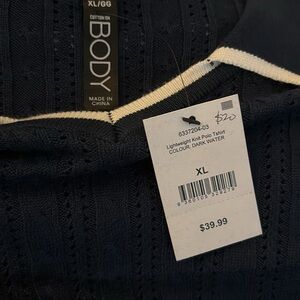 XL/GG
COTTON ON
BODY
MADE IN
CHINA
6337204-03
$20
Lightweight Knit Polo Tshirt
COLOUR, DARK WATER
XL
$39.99